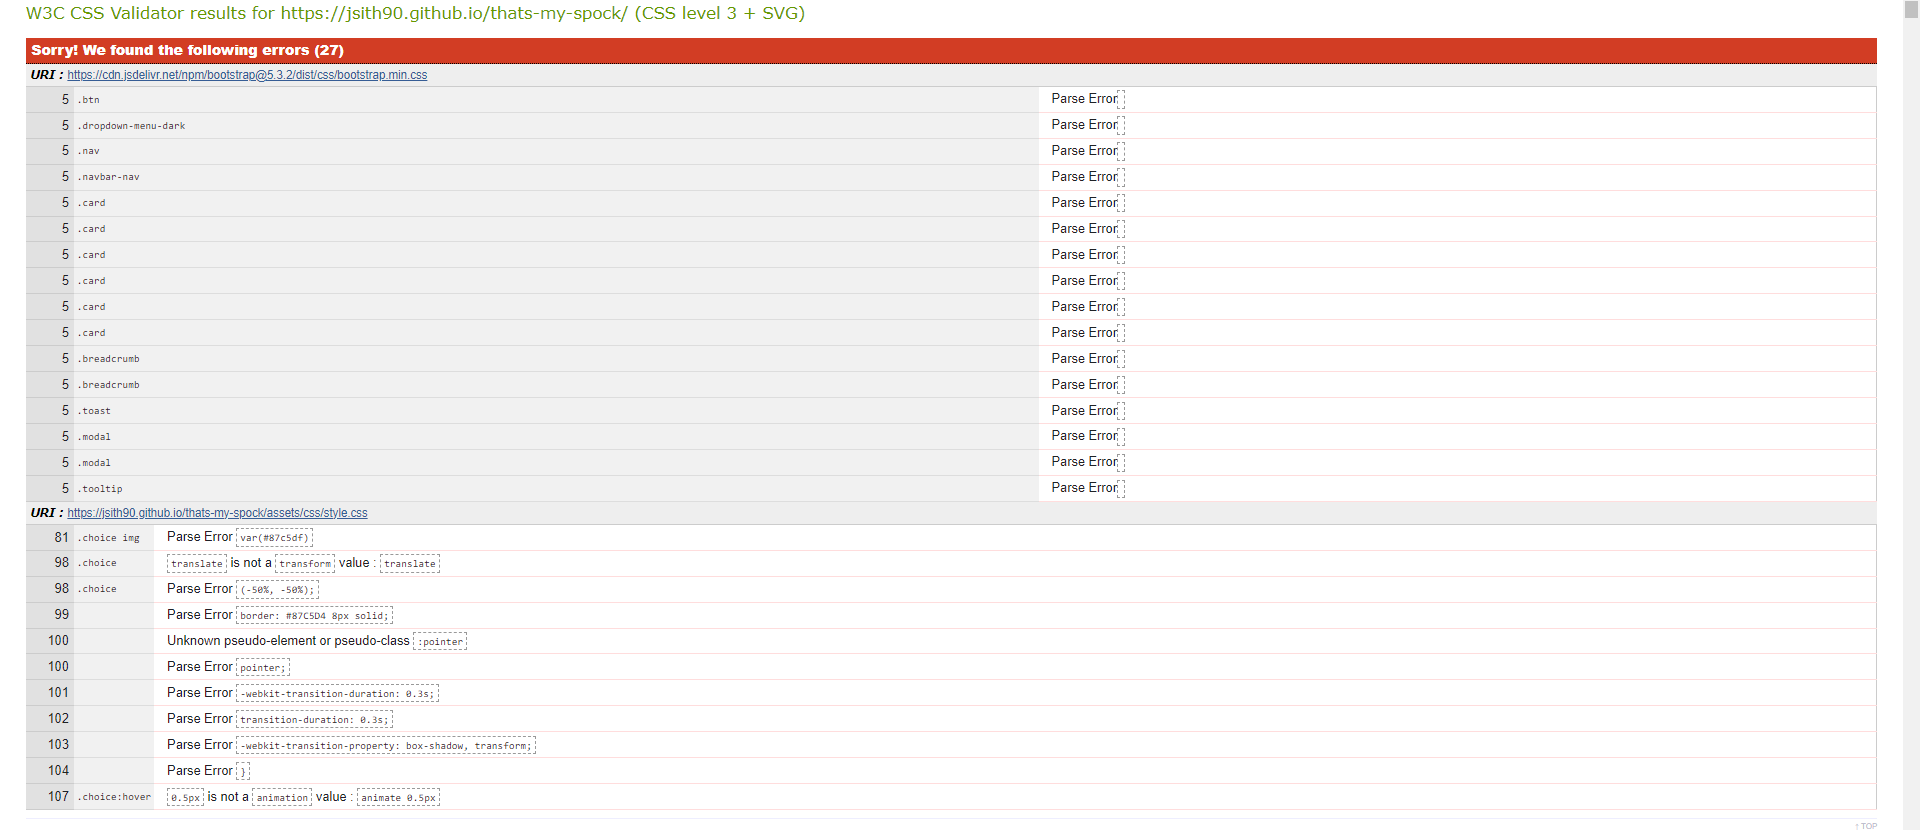 W3C CSS Validator results for https://jsith90.github.io/thats-my-spock/ (CSS level 3 + SVG)
Sorry! We found the following errors (27)
URI : https://cdn.jsdelivr.net/npm/bootstrap@5.3.2/dist/css/bootstrap.min.css
5 .btn Parse Error
5 .dropdown-menu-dark Parse Error
5 .nav Parse Error
5 .navbar-nav Parse Error
5 .card Parse Error
5 .card Parse Error
5 .card Parse Error
5 .card Parse Error
5 .card Parse Error
5 .card Parse Error
5 .breadcrumb Parse Error
5 .breadcrumb Parse Error
5 .toast Parse Error
5 .modal Parse Error
5 .modal Parse Error
5 .tooltip Parse Error
URI : https://jsith90.github.io/thats-my-spock/assets/css/style.css
81 .choice img Parse Error var(#87c5df)
98 .choice translate is not a transform value : translate
98 .choice Parse Error (-50%, -50%);
99 Parse Error border: #87C5D4 8px solid;
100 Unknown pseudo-element or pseudo-class :pointer
100 Parse Error pointer;
101 Parse Error -webkit-transition-duration: 0.3s;
102 Parse Error transition-duration: 0.3s;
103 Parse Error -webkit-transition-property: box-shadow, transform;
104 Parse Error }
107 .choice:hover 0.5px is not a animation value : animate 0.5px
↑ TOP